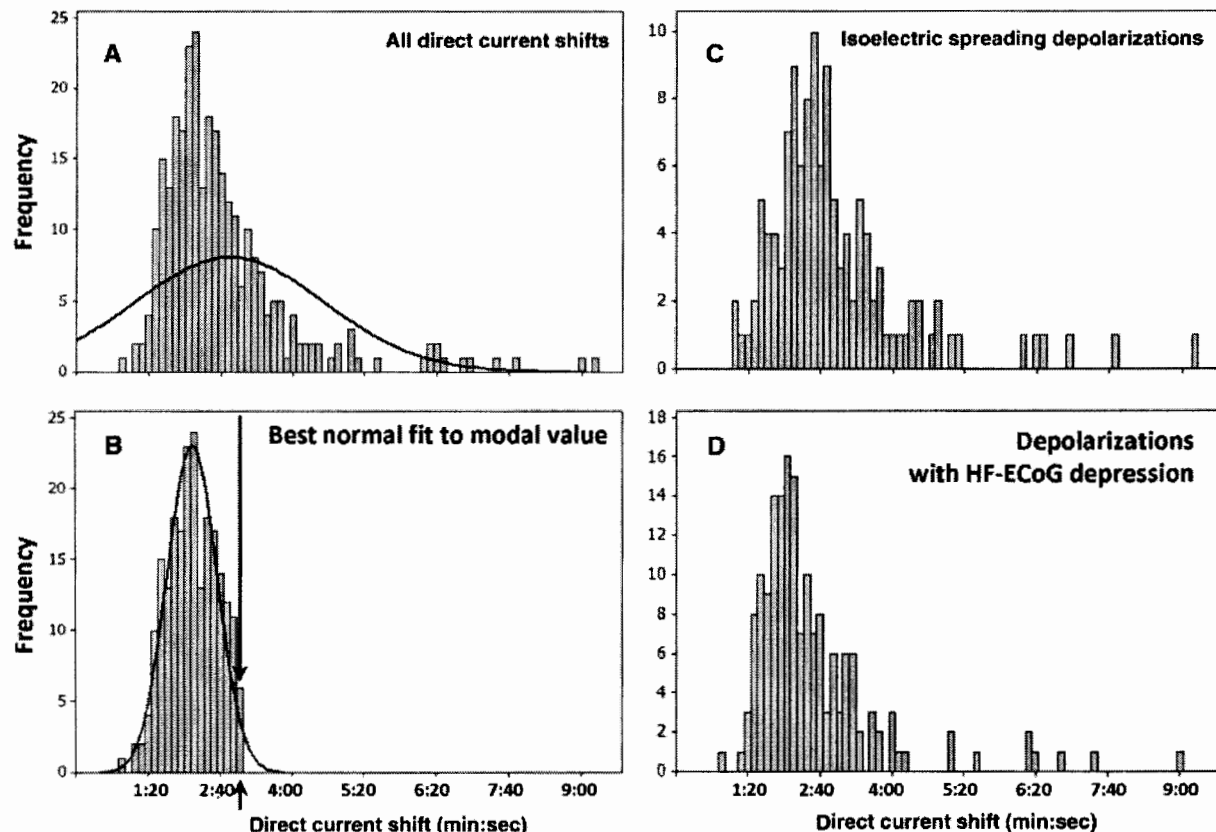 A
All direct current shifts
25
20
15
10
5
0
Frequency
C
Isoelectric spreading depolarizations
10
8
6
4
2
0
B
Best normal fit to modal value
25
20
15
10
5
0
Frequency
1:20 2:40 4:00 5:20 6:20 7:40 9:00
Direct current shift (min:sec)
D
Depolarizations
with HF-ECoG depression
18
16
14
12
10
8
6
4
2
0
1:20 2:40 4:00 5:20 6:20 7:40 9:00
Direct current shift (min:sec)